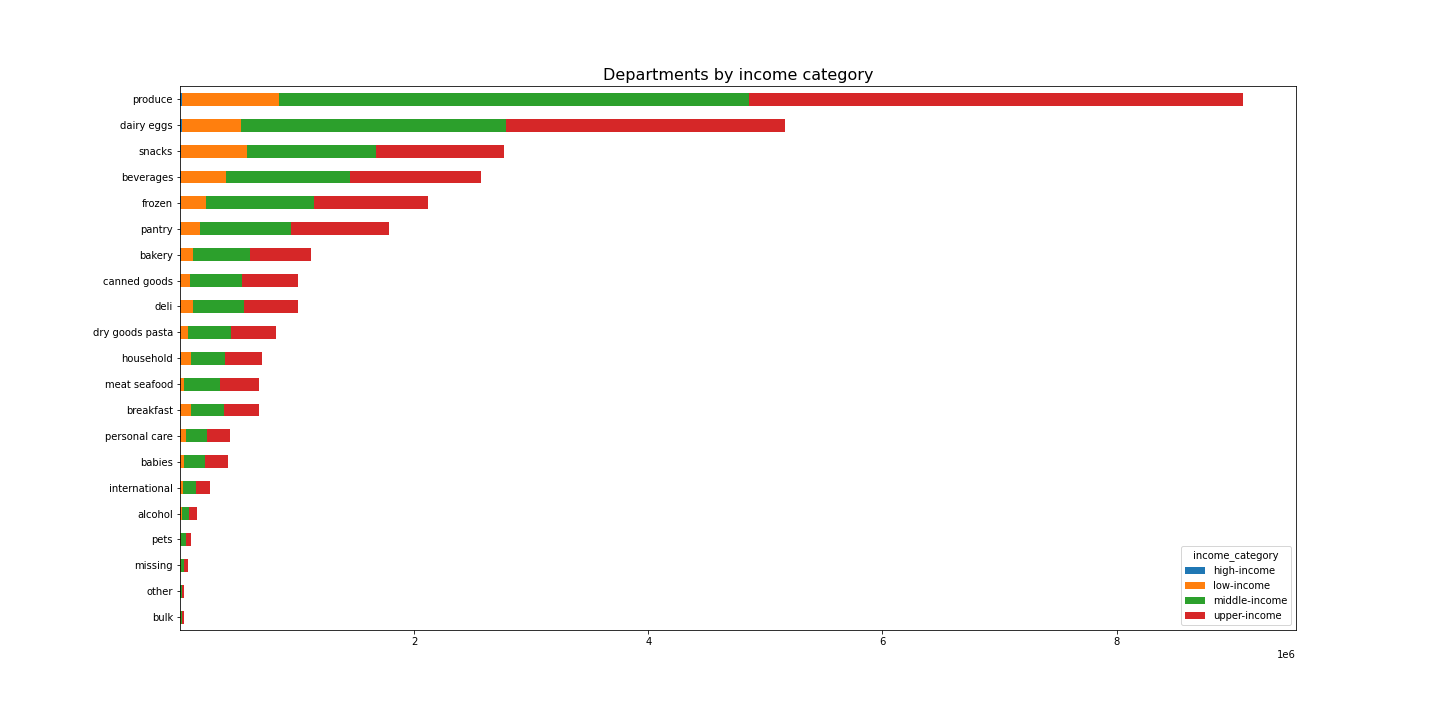 Departments by income category
produce
dairy eggs
snacks
beverages
frozen
pantry
bakery
canned goods
deli
dry goods pasta
household
meat seafood
breakfast
personal care
babies
international
alcohol
pets
missing
other
bulk
income_category
high-income
low-income
middle-income
upper-income
2 4 6 8
1e6